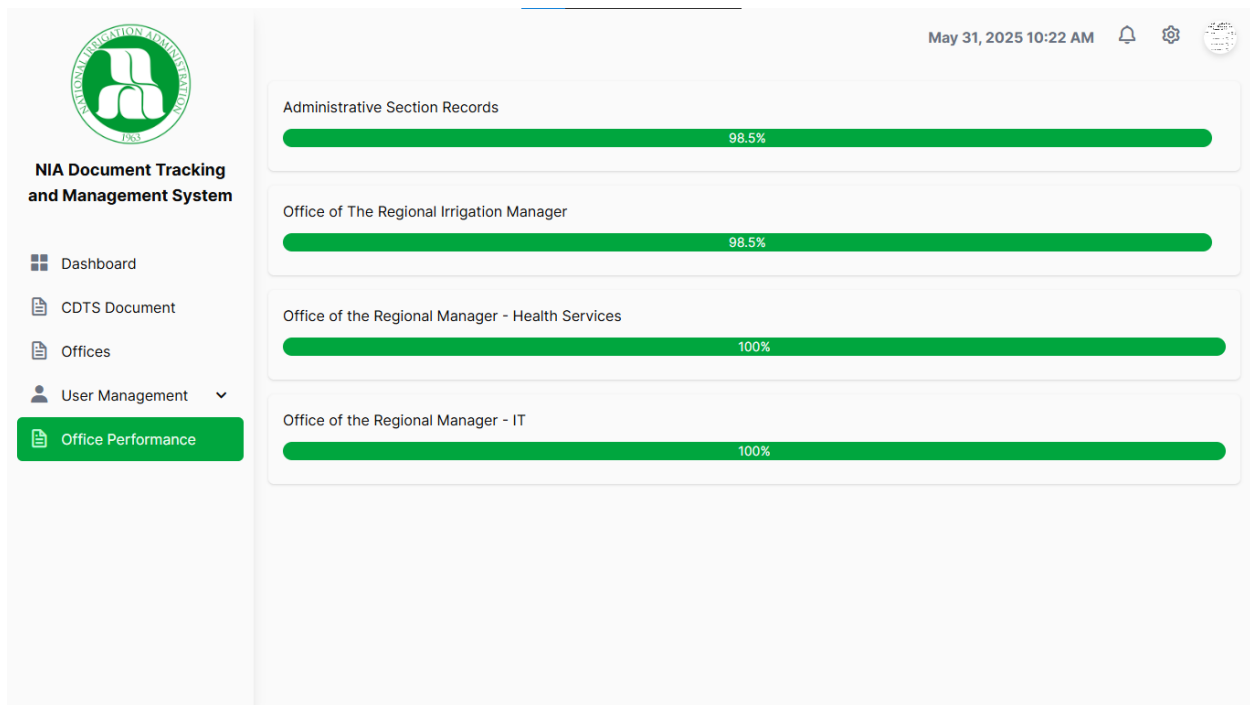 NATIONAL IRRIGATION ADMINISTRATION
1963
NIA Document Tracking
and Management System
Dashboard
CDTS Document
Offices
User Management
Office Performance
May 31, 2025 10:22 AM
Administrative Section Records
98.5%
Office of The Regional Irrigation Manager
98.5%
Office of the Regional Manager - Health Services
100%
Office of the Regional Manager - IT
100%